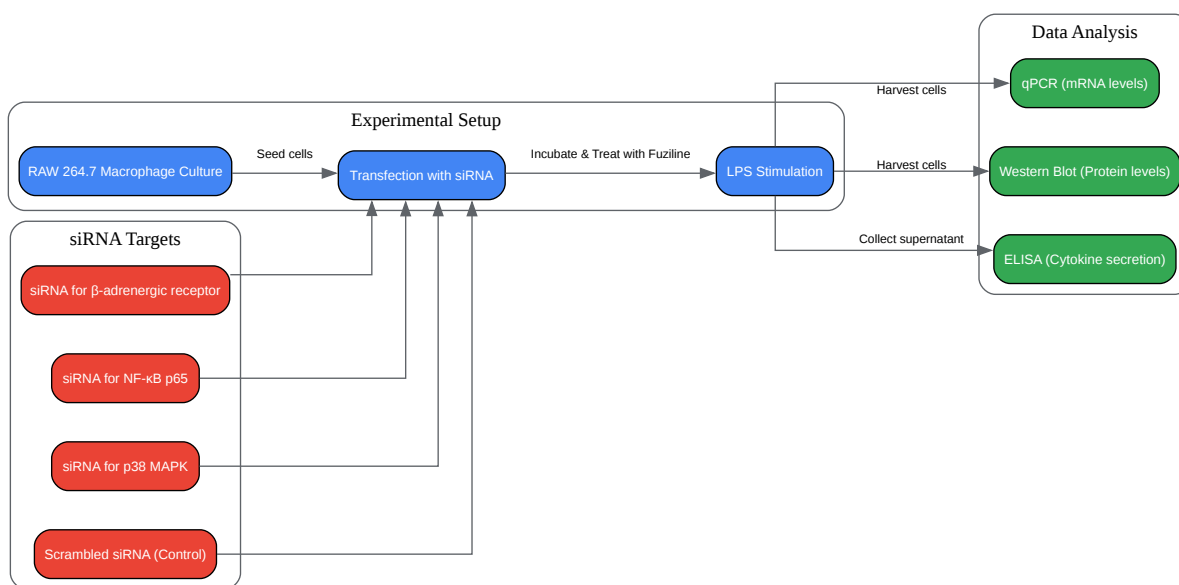 Data Analysis
qPCR (mRNA levels)
Harvest cells
Experimental Setup
RAW 264.7 Macrophage Culture
Seed cells
Transfection with siRNA
Incubate & Treat with Fuziline
LPS Stimulation
Harvest cells
Western Blot (Protein levels)
siRNA Targets
Collect supernatant
ELISA (Cytokine secretion)
siRNA for β-adrenergic receptor
siRNA for NF-κB p65
siRNA for p38 MAPK
Scrambled siRNA (Control)